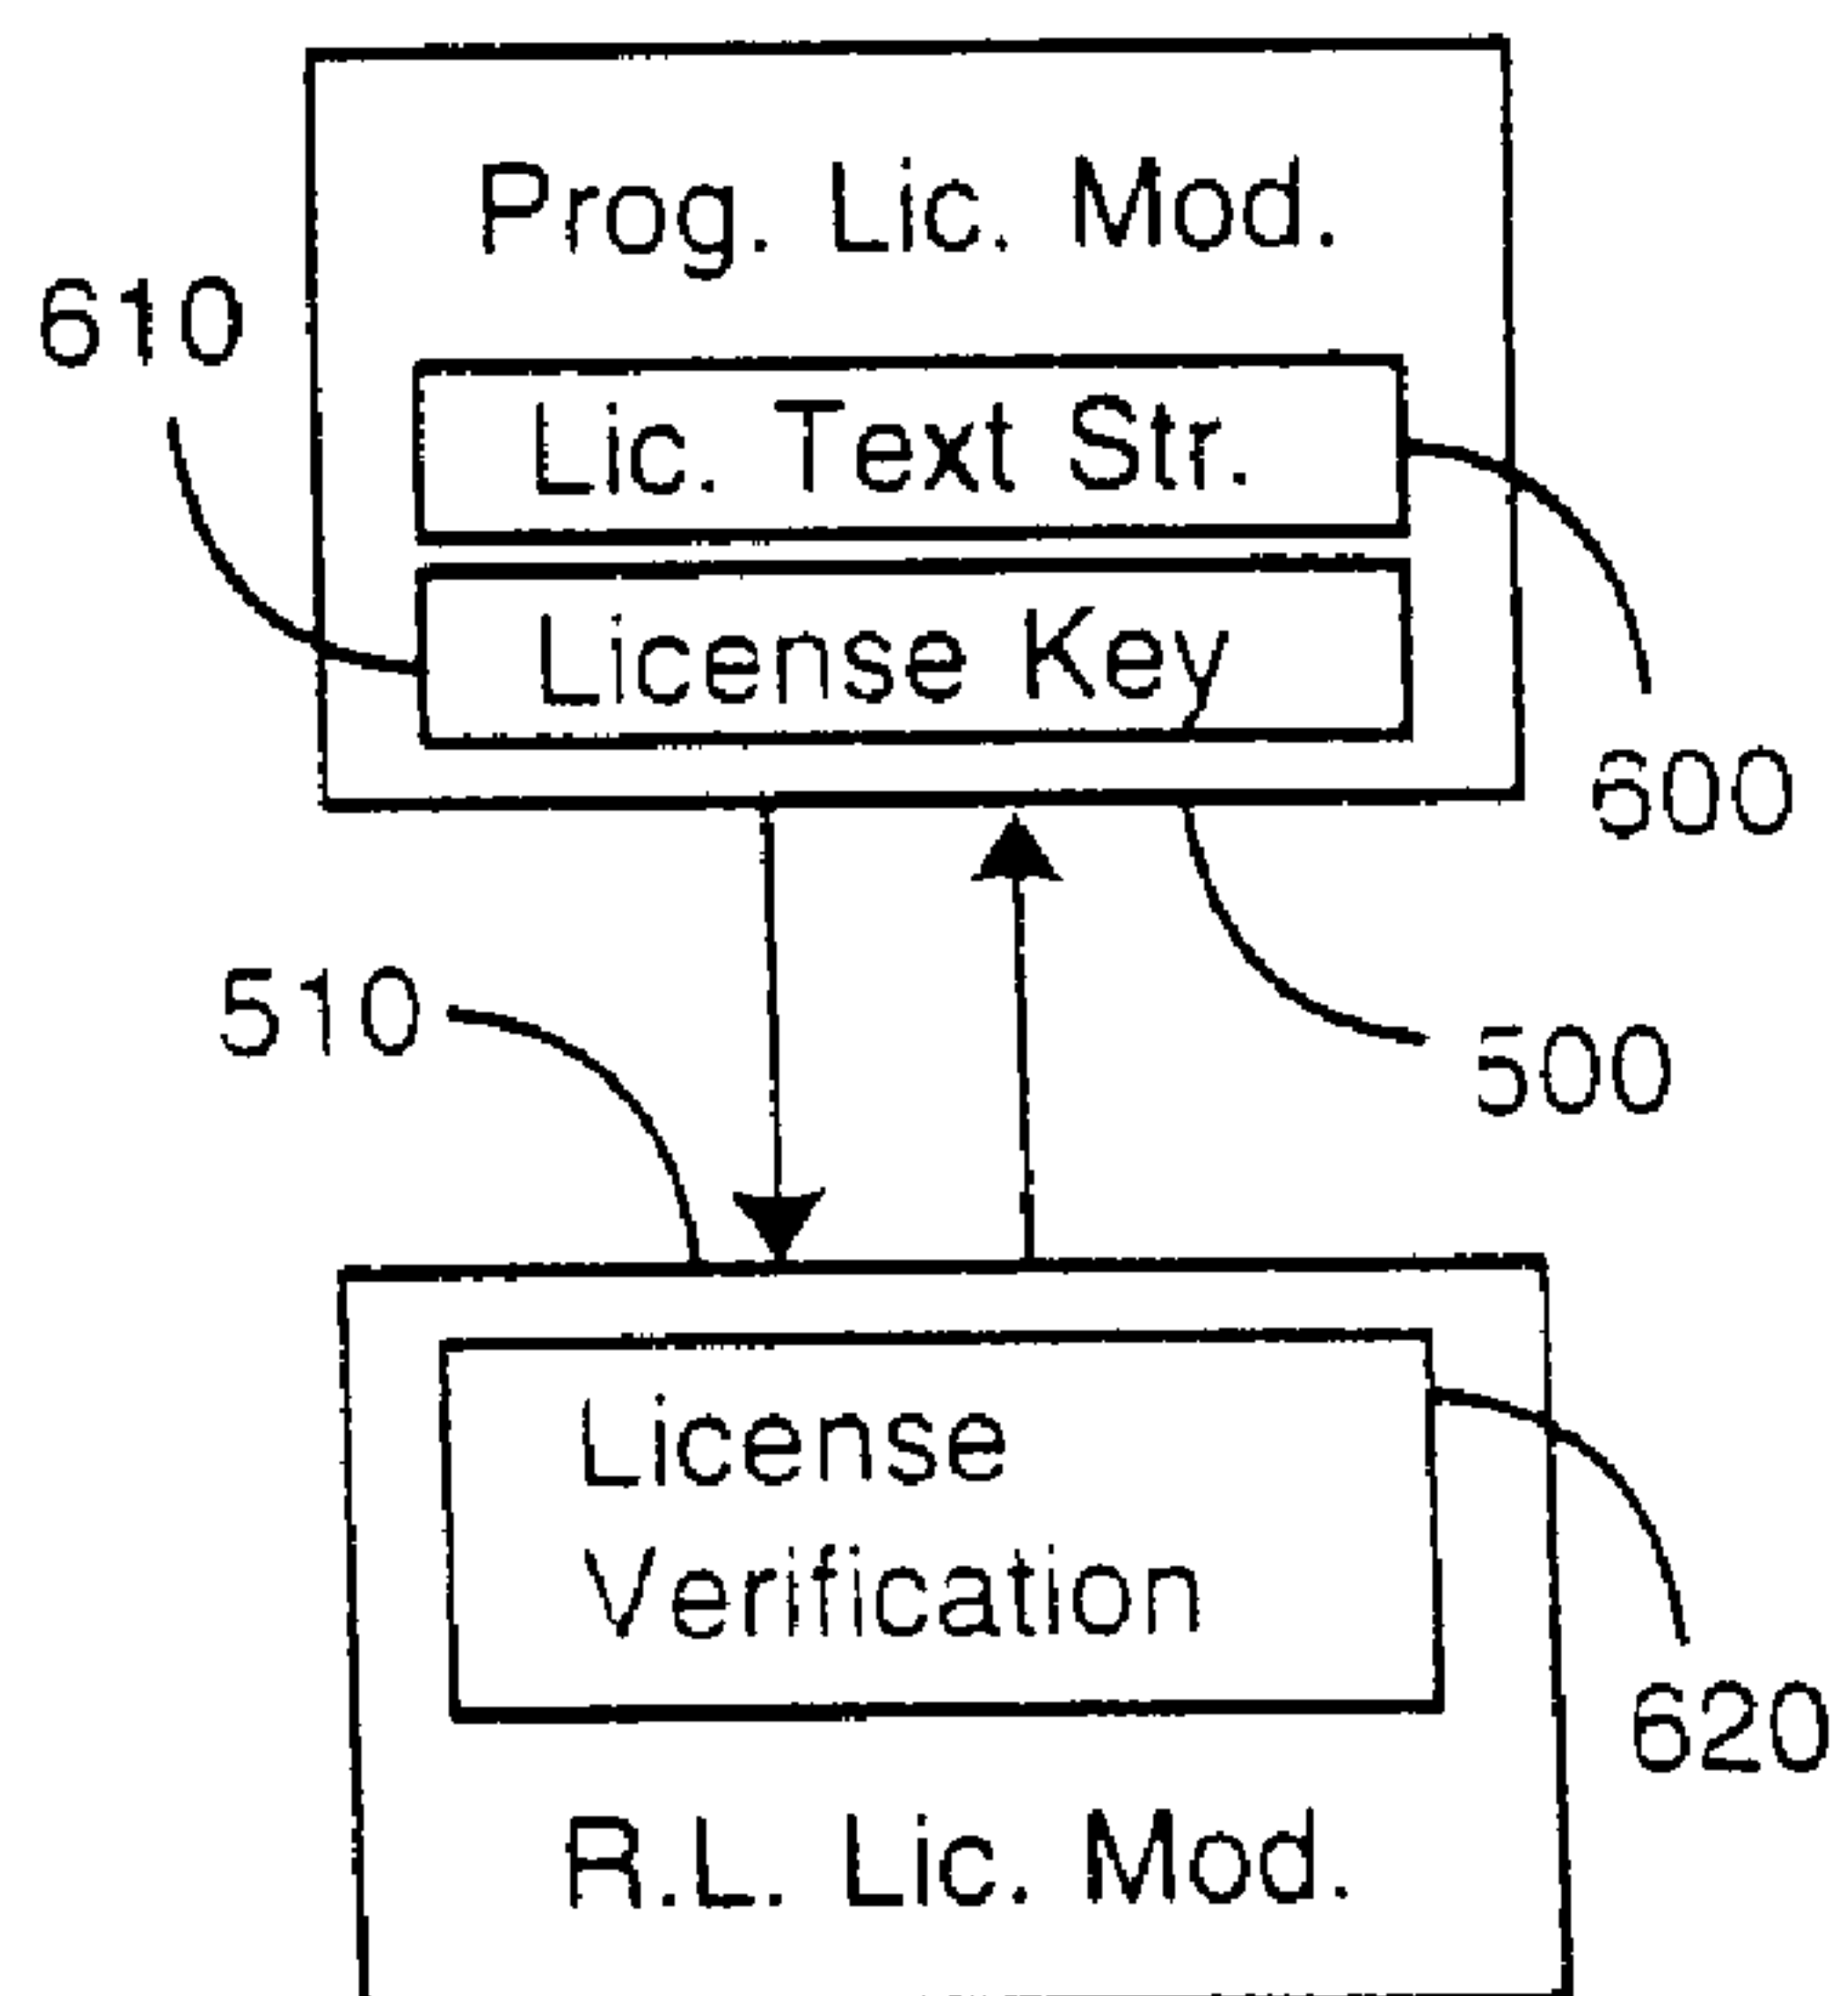 Prog. Lic. Mod.
610
Lic. Text Str.
License Key
600
510
500
License
Verification
620
R.L. Lic. Mod.